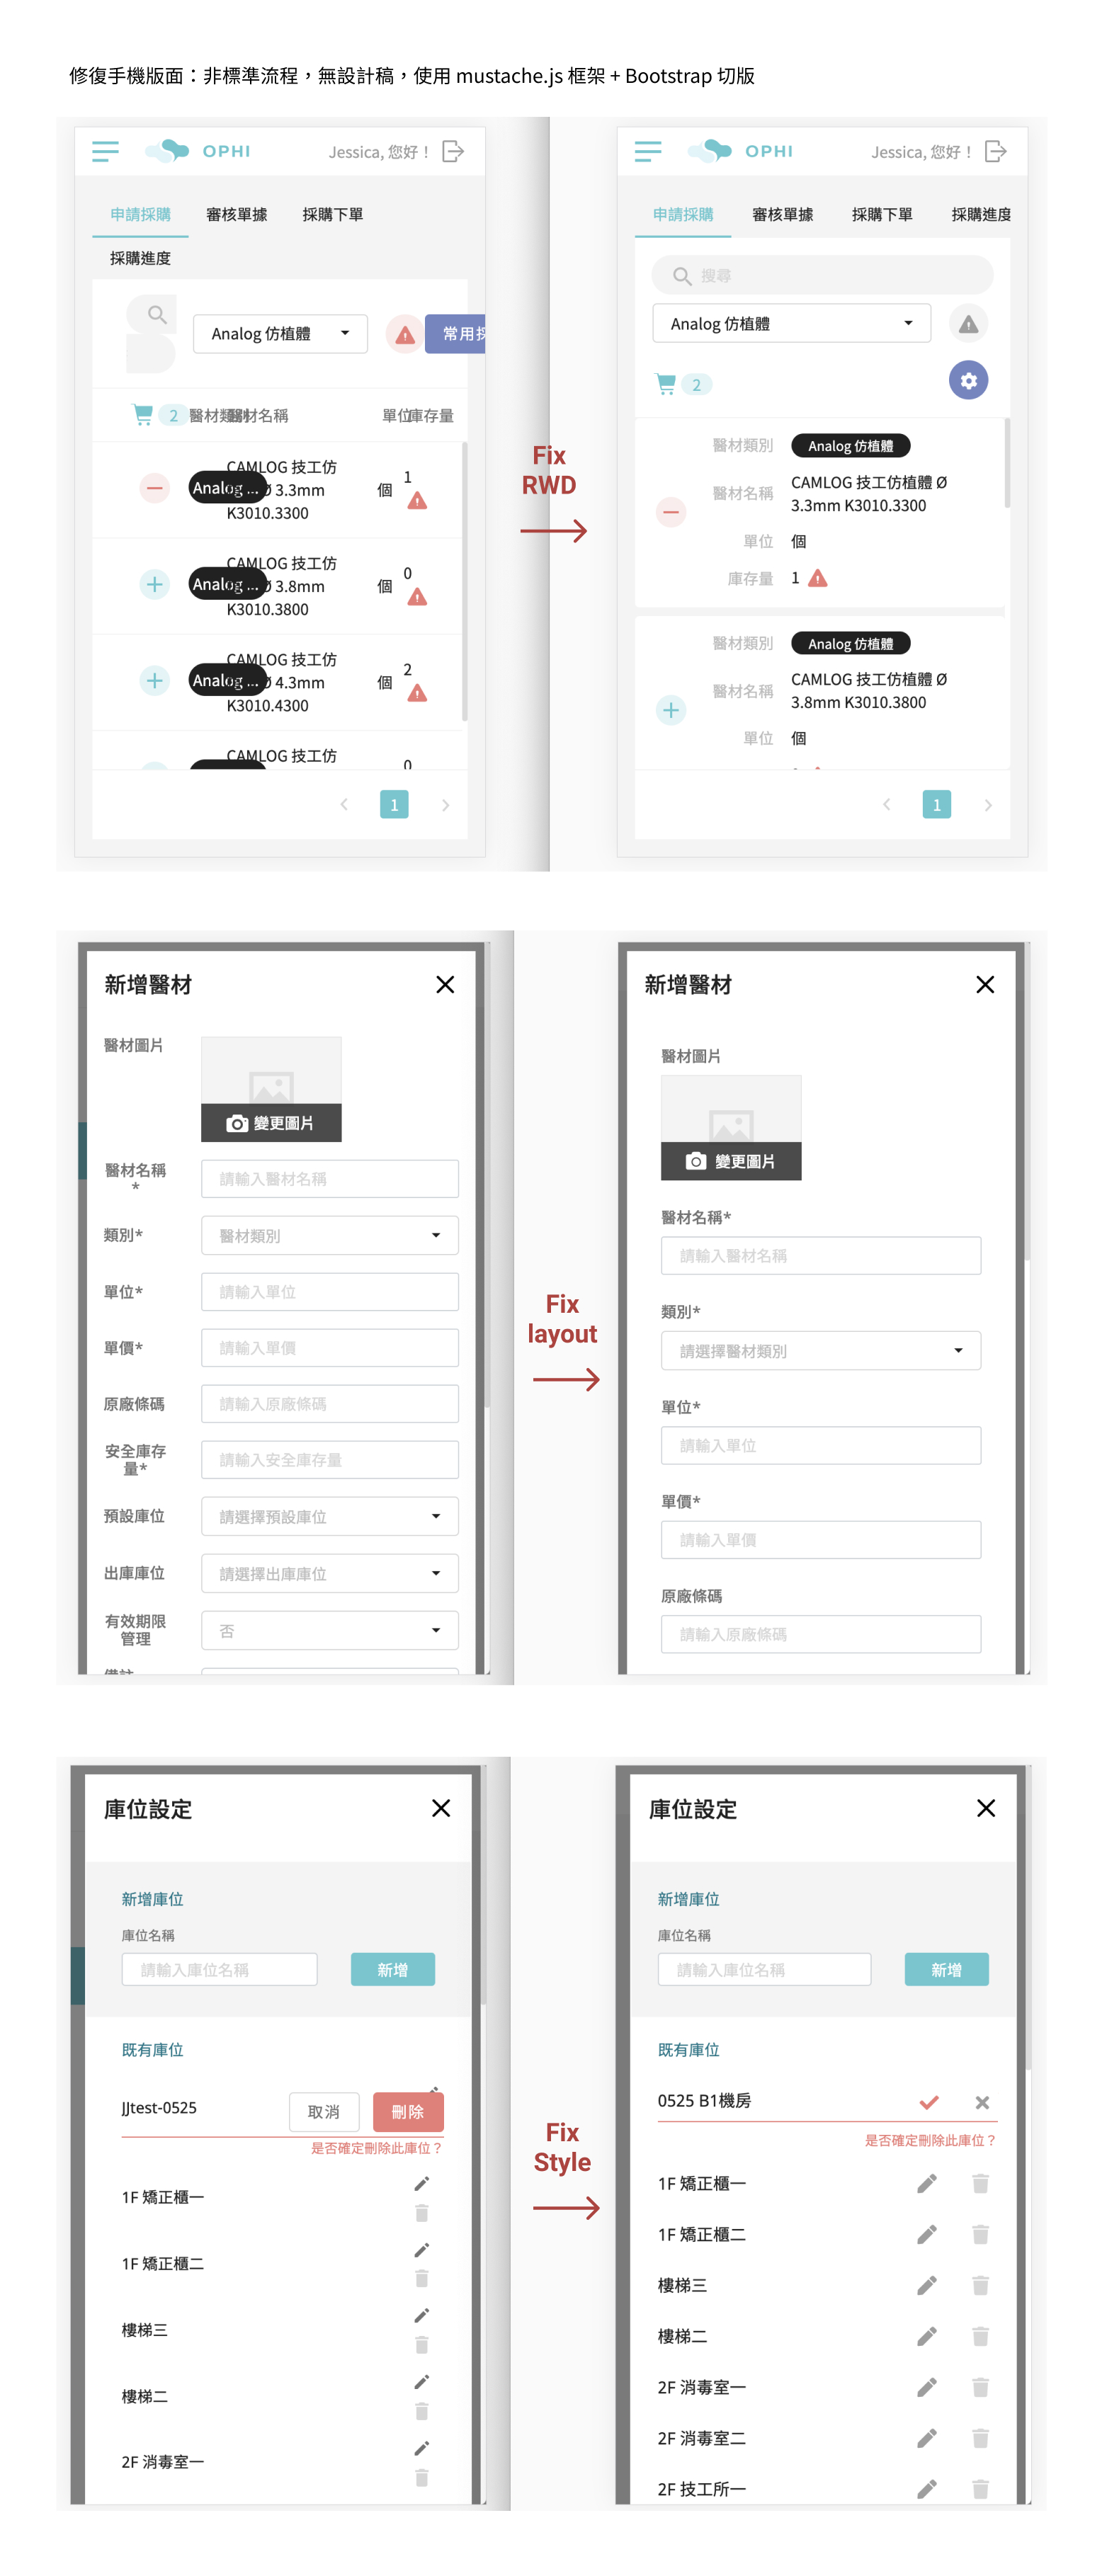 修復手機版面：非標準流程，無設計稿，使用 mustache.js 框架 + Bootstrap 切版
OPHI
Jessica, 您好！
申請採購 審核單據 採購下單
採購進度
Analog 仿植體
常用採
2 醫材類別 醫材名稱 單位 庫存量
CAMLOG 技工仿
Analog ... Ø 3.3mm 個 1
K3010.3300
CAMLOG 技工仿
Analog ... Ø 3.8mm 個 0
K3010.3800
CAMLOG 技工仿
Analog ... Ø 4.3mm 個 2
K3010.4300
CAMLOG 技工仿
0
1
Fix
RWD
OPHI
Jessica, 您好！
申請採購 審核單據 採購下單 採購進度
搜尋
Analog 仿植體
2
醫材類別 Analog 仿植體
醫材名稱 CAMLOG 技工仿植體 Ø
3.3mm K3010.3300
單位 個
庫存量 1
醫材類別 Analog 仿植體
醫材名稱 CAMLOG 技工仿植體 Ø
3.8mm K3010.3800
單位 個
1
新增醫材
醫材圖片
變更圖片
醫材名稱
*
請輸入醫材名稱
類別* 醫材類別
單位* 請輸入單位
單價* 請輸入單價
原廠條碼 請輸入原廠條碼
安全庫存
量*
請輸入安全庫存量
預設庫位 請選擇預設庫位
出庫庫位 請選擇出庫庫位
有效期限
管理
否
備註
Fix
layout
新增醫材
醫材圖片
變更圖片
醫材名稱*
請輸入醫材名稱
類別*
請選擇醫材類別
單位*
請輸入單位
單價*
請輸入單價
原廠條碼
請輸入原廠條碼
庫位設定
新增庫位
庫位名稱
請輸入庫位名稱 新增
既有庫位
JJtest-0525 取消 刪除
是否確定刪除此庫位？
1F 矯正櫃一
1F 矯正櫃二
樓梯三
樓梯二
2F 消毒室一
Fix
Style
庫位設定
新增庫位
庫位名稱
請輸入庫位名稱 新增
既有庫位
0525 B1機房
是否確定刪除此庫位？
1F 矯正櫃一
1F 矯正櫃二
樓梯三
樓梯二
2F 消毒室一
2F 消毒室二
2F 技工所一